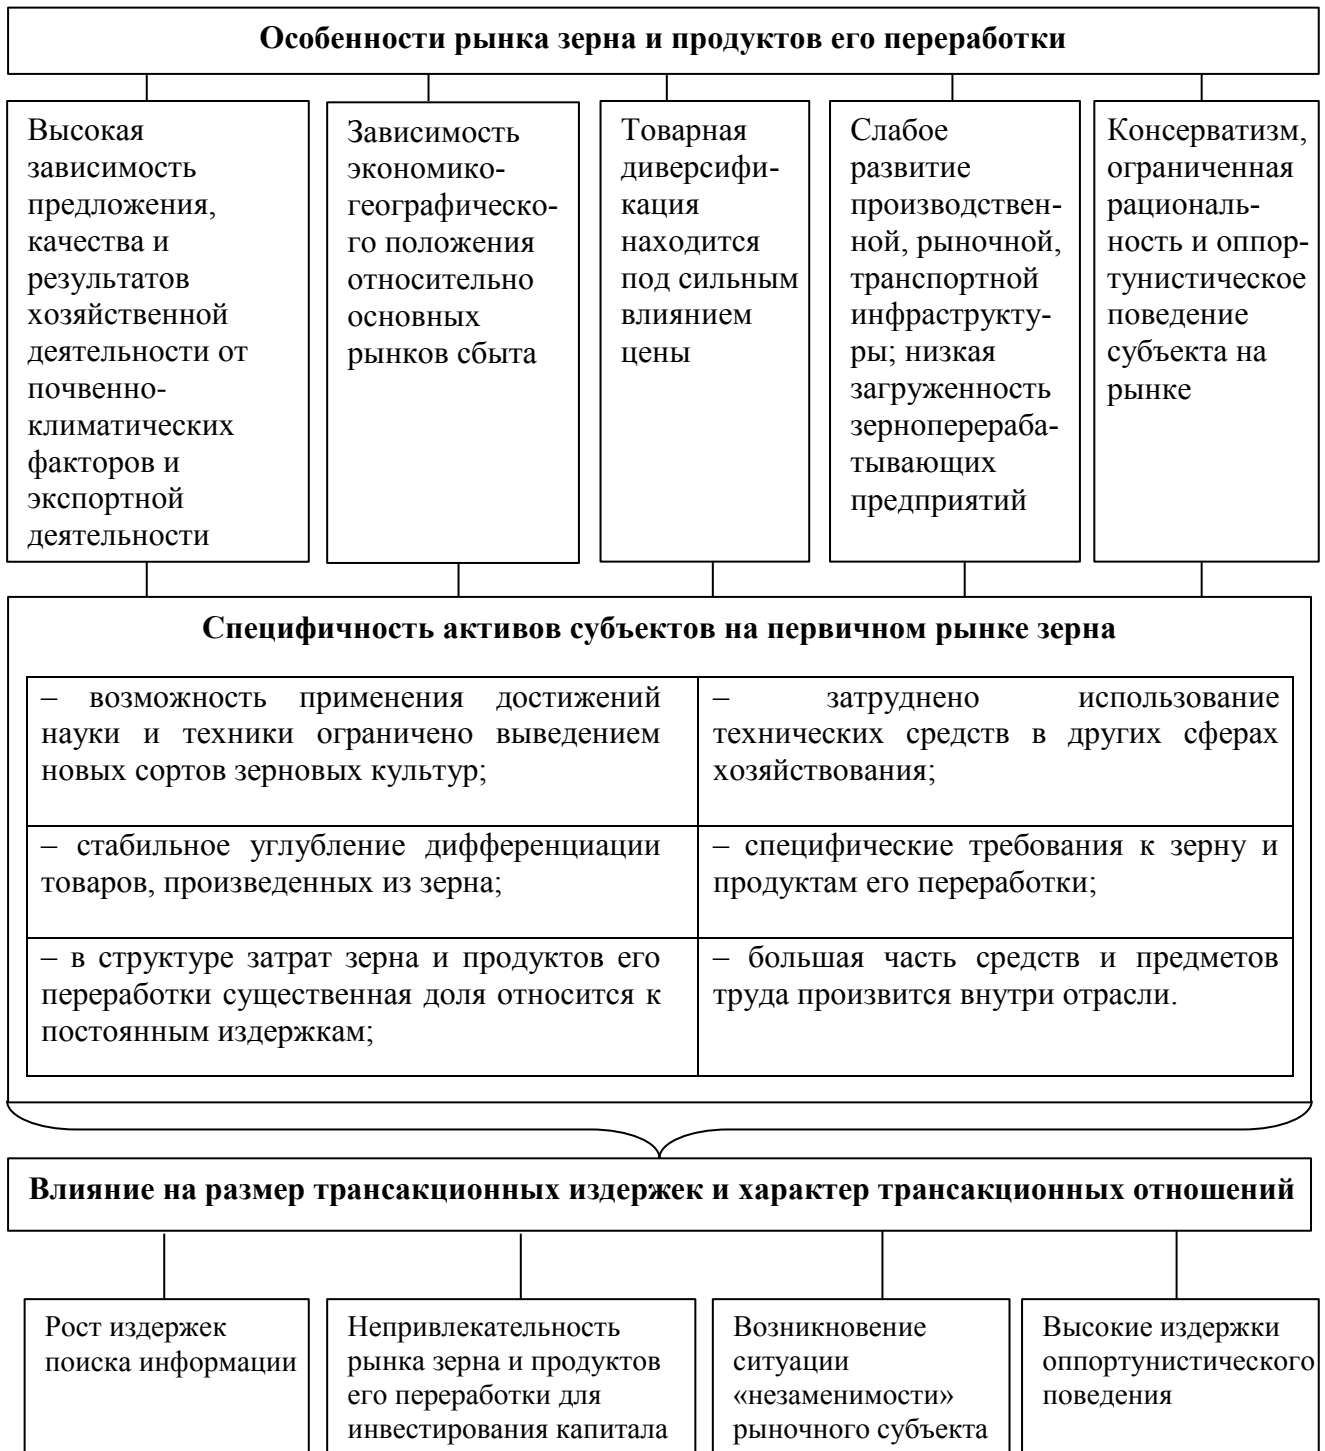 Особенности рынка зерна и продуктов его переработки
Высокая
зависимость
предложения,
качества и
результатов
хозяйственной
деятельности от
почвенно-
климатических
факторов и
экспортной
деятельности
Зависимость
экономико-
географическо-
го положения
относительно
основных
рынков сбыта
Товарная
диверсифи-
кация
находится
под сильным
влиянием
цены
Слабое
развитие
производствен-
ной, рыночной,
транспортной
инфраструкту-
ры; низкая
загруженность
зерноперераба-
тывающих
предприятий
Консерватизм,
ограниченная
рациональ-
ность и оппор-
тунистическое
поведение
субъекта на
рынке
Специфичность активов субъектов на первичном рынке зерна
– возможность применения достижений
науки и техники ограничено выведением
новых сортов зерновых культур;
– затруднено использование
технических средств в других сферах
хозяйствования;
– стабильное углубление дифференциации
товаров, произведенных из зерна;
– специфические требования к зерну и
продуктам его переработки;
– в структуре затрат зерна и продуктов его
переработки существенная доля относится к
постоянным издержкам;
– большая часть средств и предметов
труда произвится внутри отрасли.
Влияние на размер трансакционных издержек и характер трансакционных отношений
Рост издержек
поиска информации
Непривлекательность
рынка зерна и продуктов
его переработки для
инвестирования капитала
Возникновение
ситуации
«незаменимости»
рыночного субъекта
Высокие издержки
оппортунистического
поведения